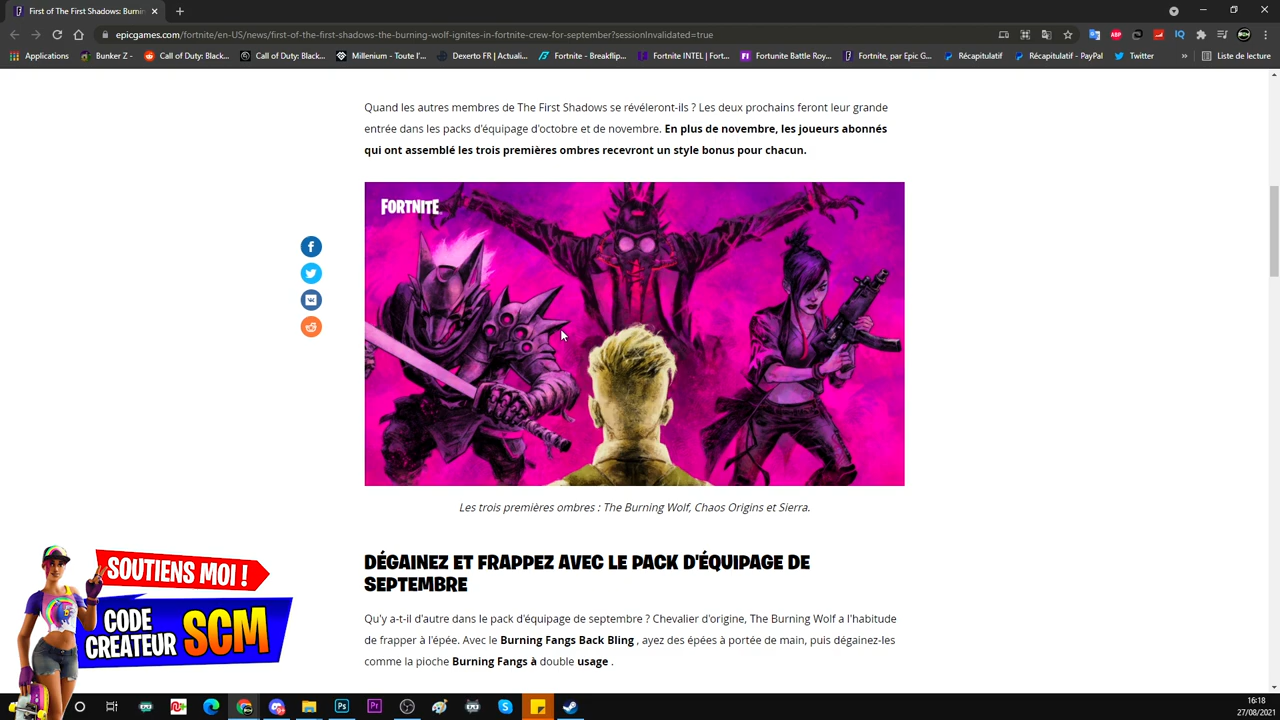 First of The First Shadows: Burnin
epicgames.com/fortnite/en-US/news/first-of-the-first-shadows-the-burning-wolf-ignites-in-fortnite-crew-for-september?sessionInvalidated=true
Applications Bunker Z - Call of Duty: Black... Call of Duty: Black... Millenium - Toute l'... Dexerto FR | Actuali... Fortnite - Breakflip... Fortnite INTEL | Fort... Fortunite Battle Roy... Fortnite, par Epic G... Récapitulatif Récapitulatif - PayPal Twitter » Liste de lecture
Quand les autres membres de The First Shadows se révéleront-ils ? Les deux prochains feront leur grande
entrée dans les packs d'équipage d'octobre et de novembre. En plus de novembre, les joueurs abonnés
qui ont assemblé les trois premières ombres recevront un style bonus pour chacun.
FORTNITE
Les trois premières ombres : The Burning Wolf, Chaos Origins et Sierra.
DÉGAINEZ ET FRAPPEZ AVEC LE PACK D'ÉQUIPAGE DE
SEPTEMBRE
Qu'y a-t-il d'autre dans le pack d'équipage de septembre ? Chevalier d'origine, The Burning Wolf a l'habitude
de frapper à l'épée. Avec le Burning Fangs Back Bling , ayez des épées à portée de main, puis dégainez-les
comme la pioche Burning Fangs à double usage .
SOUTIENS MOI !
CODE
CREATEUR SCM
16:18
27/08/2021